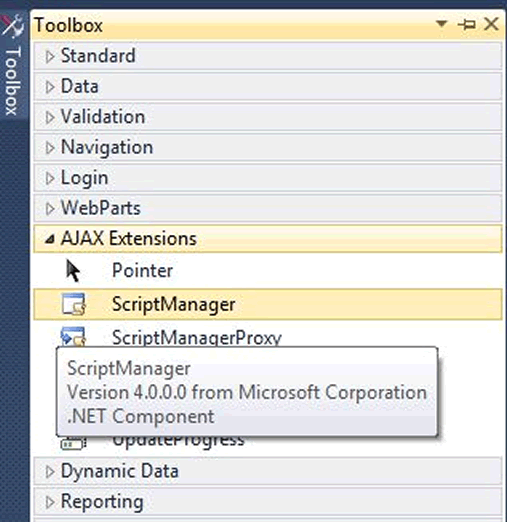 Toolbox
Toolbox
Standard
Data
Validation
Navigation
Login
WebParts
AJAX Extensions
Pointer
ScriptManager
ScriptManagerProxy
ScriptManager
Version 4.0.0.0 from Microsoft Corporation
.NET Component
UpdateProgress
Dynamic Data
Reporting